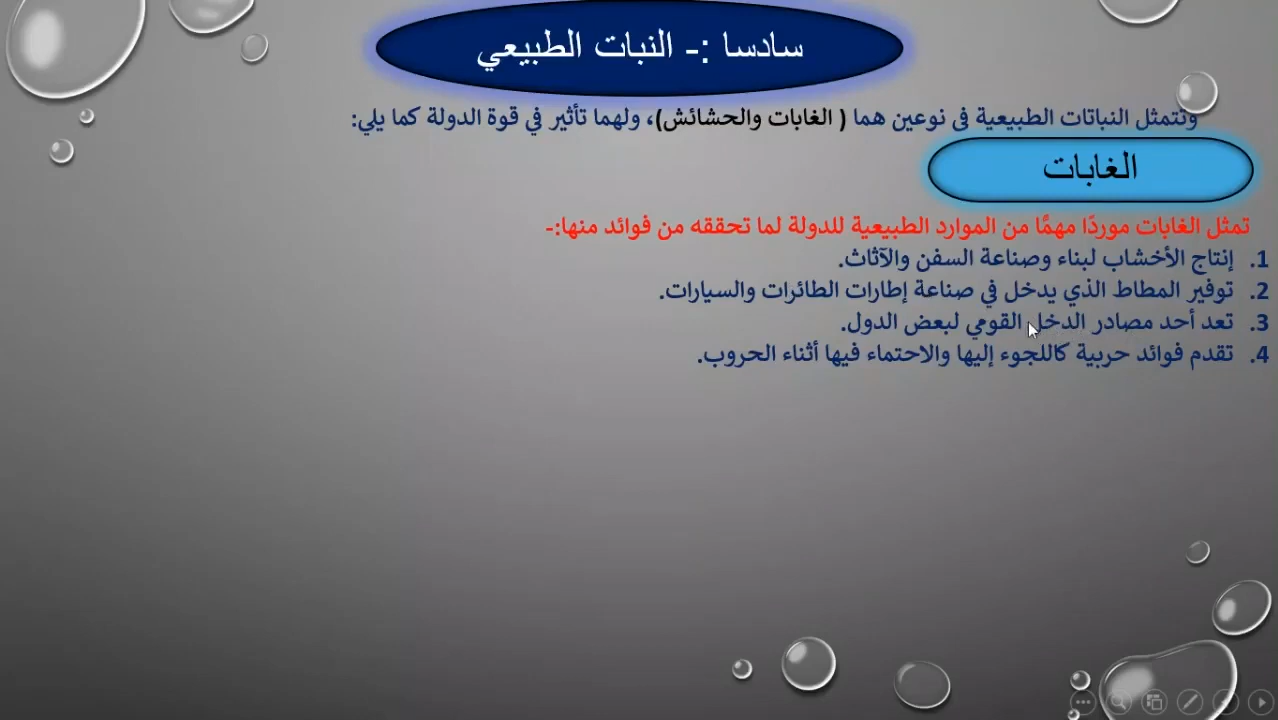 سادسا :- النبات الطبيعي
وتتمثل النباتات الطبيعية فى نوعين هما ( الغابات والحشائش)، ولهما تأثير في قوة الدولة كما يلي:
الغابات
تمثل الغابات موردًا مهمًّا من الموارد الطبيعية للدولة لما تحققه من فوائد منها:-
1. إنتاج الأخشاب لبناء وصناعة السفن والآثاث.
2. توفير المطاط الذي يدخل في صناعة إطارات الطائرات والسيارات.
3. تعد أحد مصادر الدخل القومي لبعض الدول.
4. تقدم فوائد حربية كاللجوء إليها والاحتماء فيها أثناء الحروب.